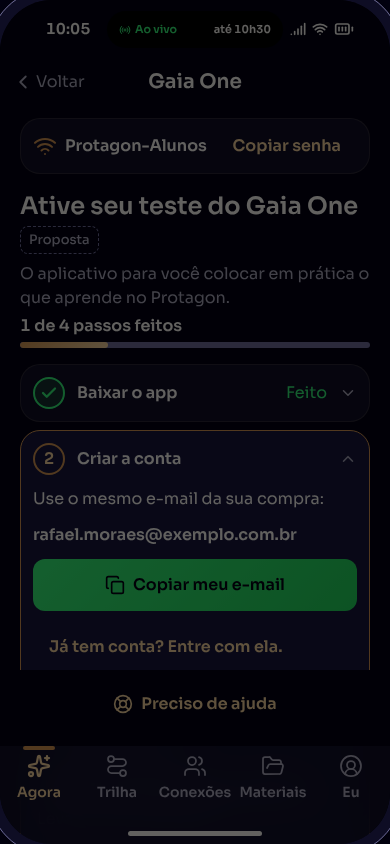 10:05
Ao vivo
até 10h30
Voltar
Gaia One
Protagon-Alunos
Copiar senha
Ative seu teste do Gaia One
Proposta
O aplicativo para você colocar em prática o
que aprende no Protagon.
1 de 4 passos feitos
Baixar o app
Feito
2
Criar a conta
Use o mesmo e-mail da sua compra:
rafael.moraes@exemplo.com.br
Copiar meu e-mail
Já tem conta? Entre com ela.
Preciso de ajuda
Agora
Trilha
Conexões
Materiais
Eu